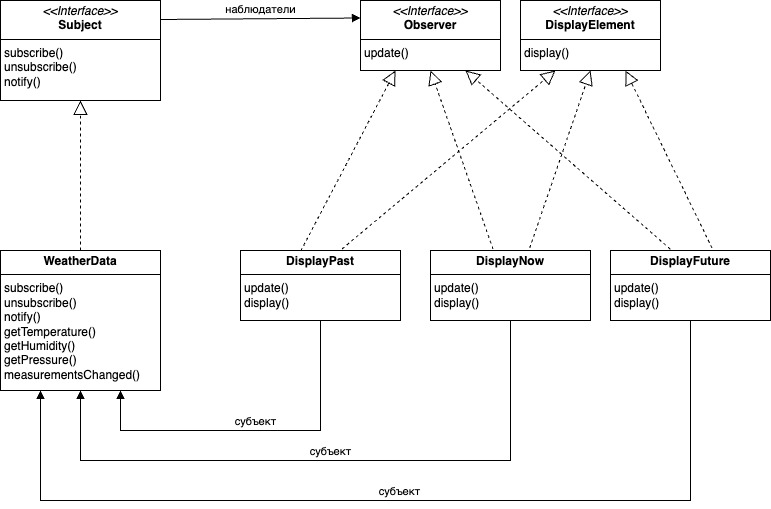 <<Interface>>
Subject
subscribe()
unsubscribe()
notify()
наблюдатели
<<Interface>>
Observer
update()
<<Interface>>
DisplayElement
display()
WeatherData
subscribe()
unsubscribe()
notify()
getTemperature()
getHumidity()
getPressure()
measurementsChanged()
DisplayPast
update()
display()
DisplayNow
update()
display()
DisplayFuture
update()
display()
субъект
субъект
субъект